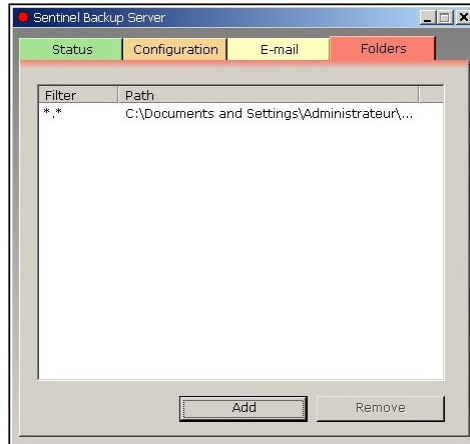 Sentinel Backup Server
Status Configuration E-mail Folders
Filter Path
*.* C:\Documents and Settings\Administrateur\...
Add Remove